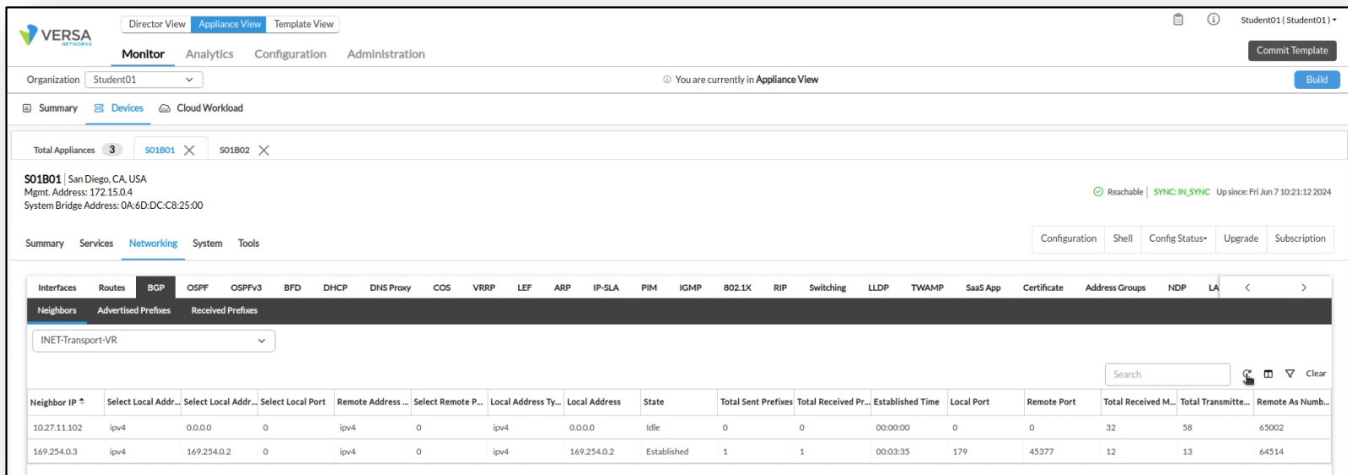 VERSA
NETWORKS
Director View Appliance View Template View
Student01 ( Student01 )
Monitor Analytics Configuration Administration
Commit Template
Organization Student01
You are currently in Appliance View
Build
Summary Devices Cloud Workload
Total Appliances 3 S01B01 S01B02
S01B01 | San Diego, CA, USA
Mgmt. Address: 172.15.0.4
System Bridge Address: 0A:6D:DC:C8:25:00
Reachable | SYNC: IN_SYNC Up since: Fri Jun 7 10:21:12 2024
Summary Services Networking System Tools
Configuration Shell Config Status Upgrade Subscription
Interfaces Routes BGP OSPF OSPFv3 BFD DHCP DNS Proxy COS VRRP LEF ARP IP-SLA PIM IGMP 802.1X RIP Switching LLDP TWAMP SaaS App Certificate Address Groups NDP LA < >
Neighbors Advertised Prefixes Received Prefixes
INET-Transport-VR
Search Clear
Neighbor IP Select Local Addr... Select Local Addr... Select Local Port Remote Address ... Select Remote P... Local Address Ty... Local Address State Total Sent Prefixes Total Received Pr... Established Time Local Port Remote Port Total Received M... Total Transmitte... Remote As Numb...
10.27.11.102 ipv4 0.0.0.0 0 ipv4 0 ipv4 0.0.0.0 Idle 0 0 00:00:00 0 0 32 58 65002
169.254.0.3 ipv4 169.254.0.2 0 ipv4 0 ipv4 169.254.0.2 Established 1 1 00:03:35 179 45377 12 13 64514